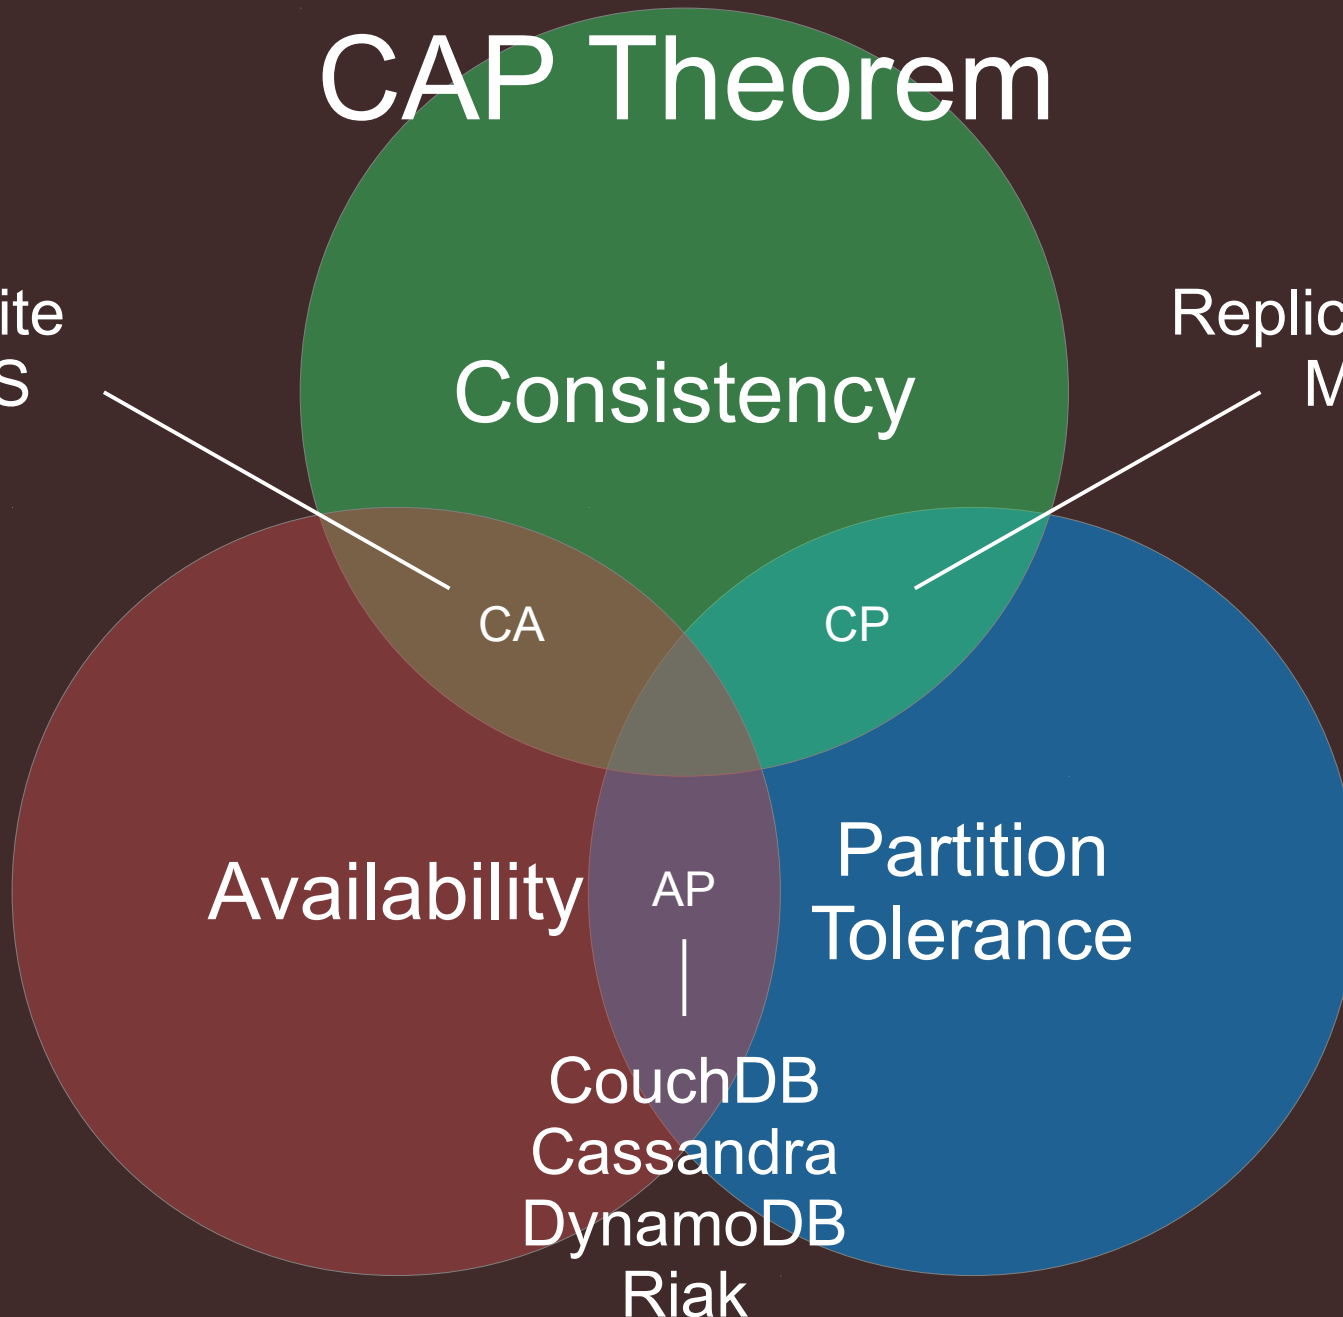 CAP Theorem
ite
S
Replic
M
Consistency
CA
CP
Availability
AP
Partition
Tolerance
CouchDB
Cassandra
DynamoDB
Riak